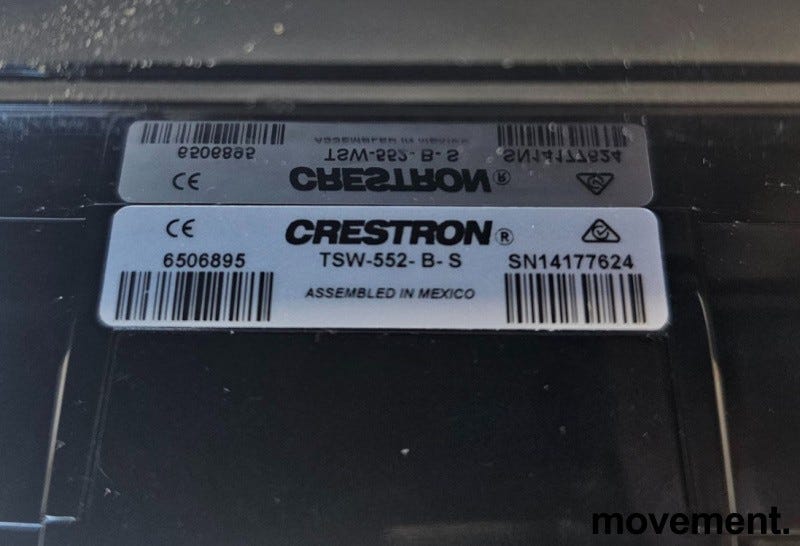 CE
CRESTRON®
6506895
TSW-552- B- S
SN14177624
ASSEMBLED IN MEXICO
movement.